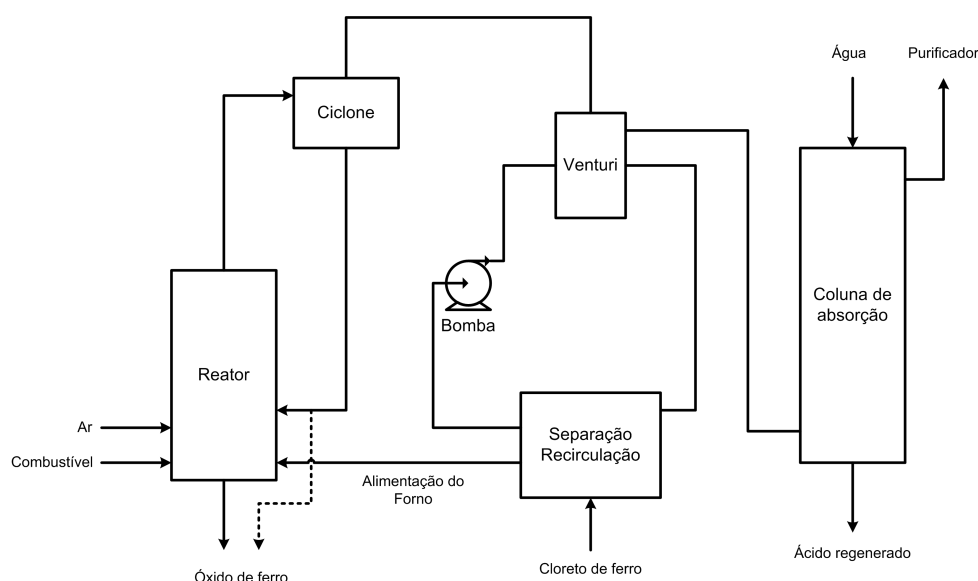 Água
Purificador
Ciclone
Venturi
Coluna de
absorção
Bomba
Reator
Ar
Combustível
Separação
Recirculação
Alimentação do
Forno
Óxido de ferro
Cloreto de ferro
Ácido regenerado